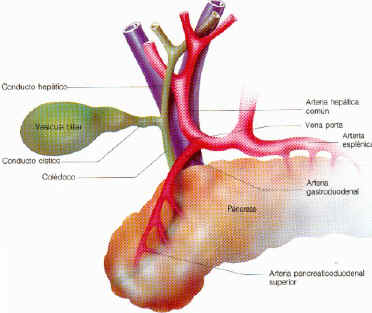 Conducto hepático
Vesícula biliar
Conducto cístico
Colédoco
Arteria hepática
común
Vena porta
Arteria
esplénica
Arteria
gastroduodenal
Páncreas
Arteria pancreaticoduodenal
superior